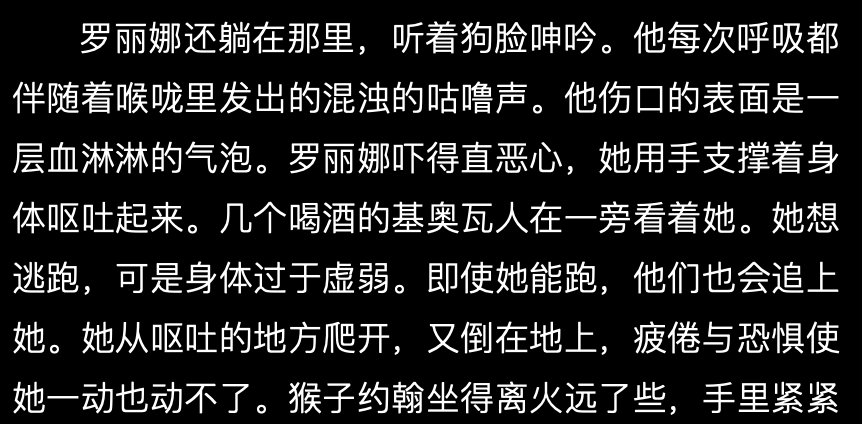 罗丽娜还躺在那里，听着狗脸呻吟。他每次呼吸都
伴随着喉咙里发出的混浊的咕噜声。他伤口的表面是一
层血淋淋的气泡。罗丽娜吓得直恶心，她用手支撑着身
体呕吐起来。几个喝酒的基奥瓦人在一旁看着她。她想
逃跑，可是身体过于虚弱。即使她能跑，他们也会追上
她。她从呕吐的地方爬开，又倒在地上，疲倦与恐惧使
她一动也动不了。猴子约翰坐得离火远了些，手里紧紧